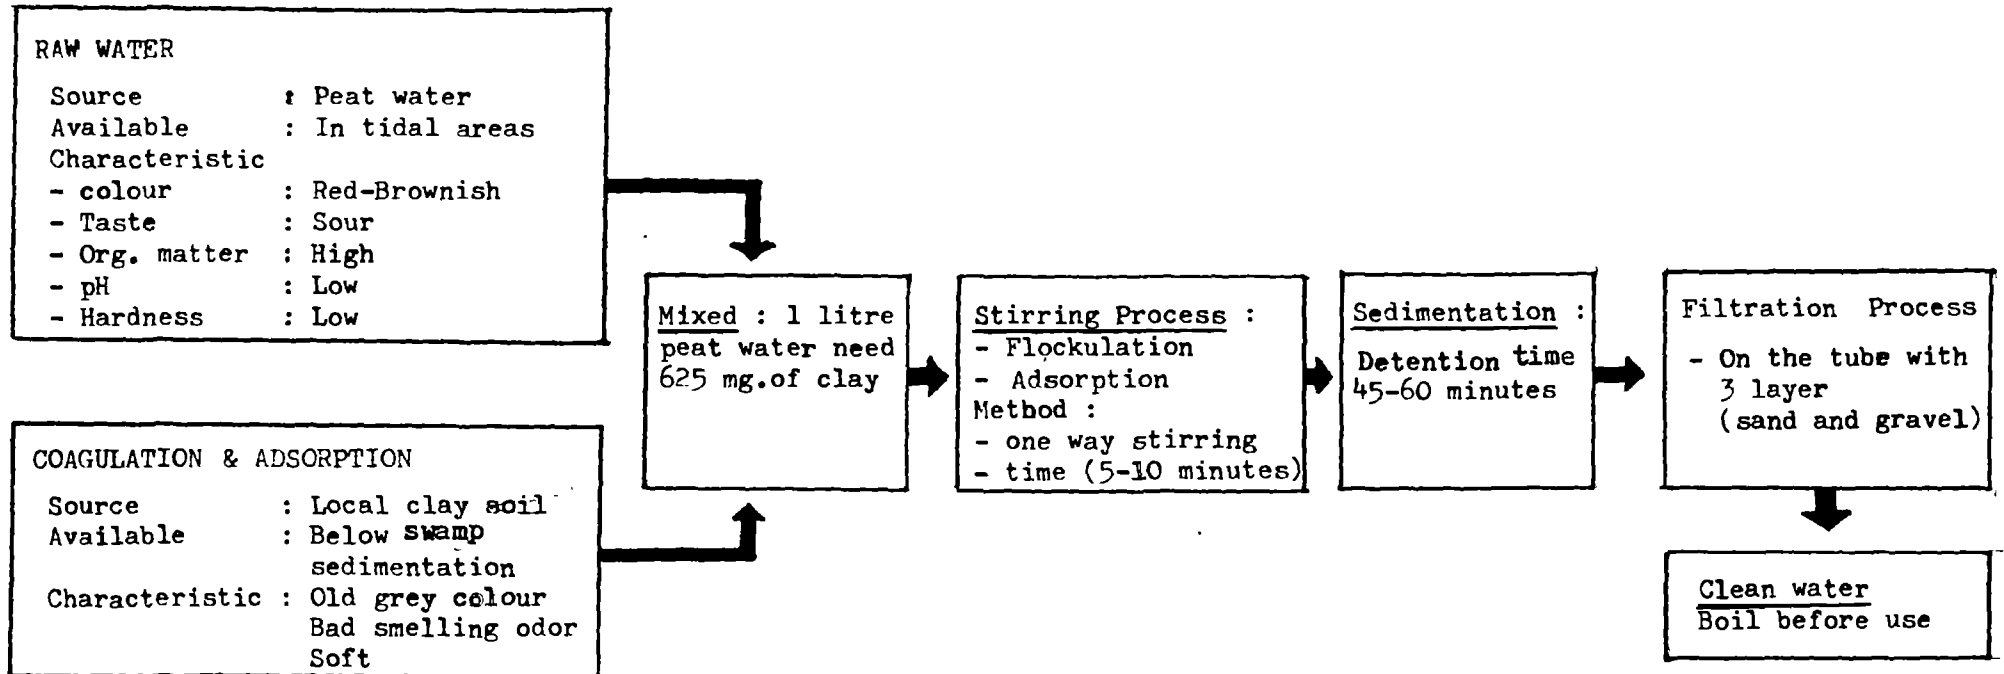 RAW WATER
Source : Peat water
Available : In tidal areas
Characteristic
- colour : Red-Brownish
- Taste : Sour
- Org. matter : High
- pH : Low
- Hardness : Low
COAGULATION & ADSORPTION
Source : Local clay soil
Available : Below swamp
sedimentation
Characteristic : Old grey colour
Bad smelling odor
Soft
Mixed : 1 litre
peat water need
625 mg.of clay
Stirring Process :
- Flockulation
- Adsorption
Method :
- one way stirring
- time (5-10 minutes)
Sedimentation :
Detention time
45-60 minutes
Filtration Process
- On the tube with
3 layer
(sand and gravel)
Clean water
Boil before use